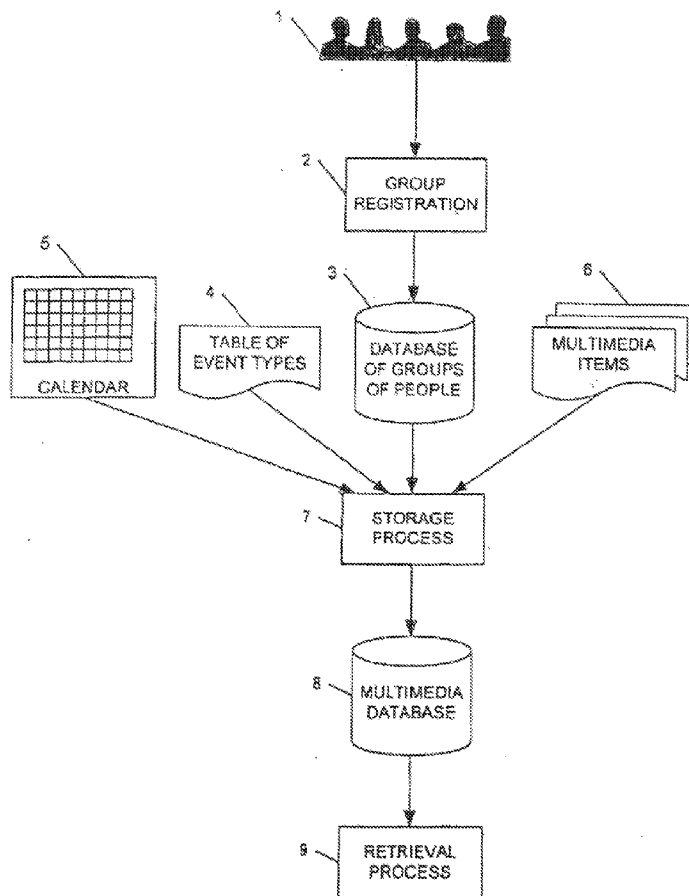 1
2
GROUP
REGISTRATION
5
CALENDAR
4
TABLE OF
EVENT TYPES
3
DATABASE
OF GROUPS
OF PEOPLE
6
MULTIMEDIA
ITEMS
7
STORAGE
PROCESS
8
MULTIMEDIA
DATABASE
9
RETRIEVAL
PROCESS